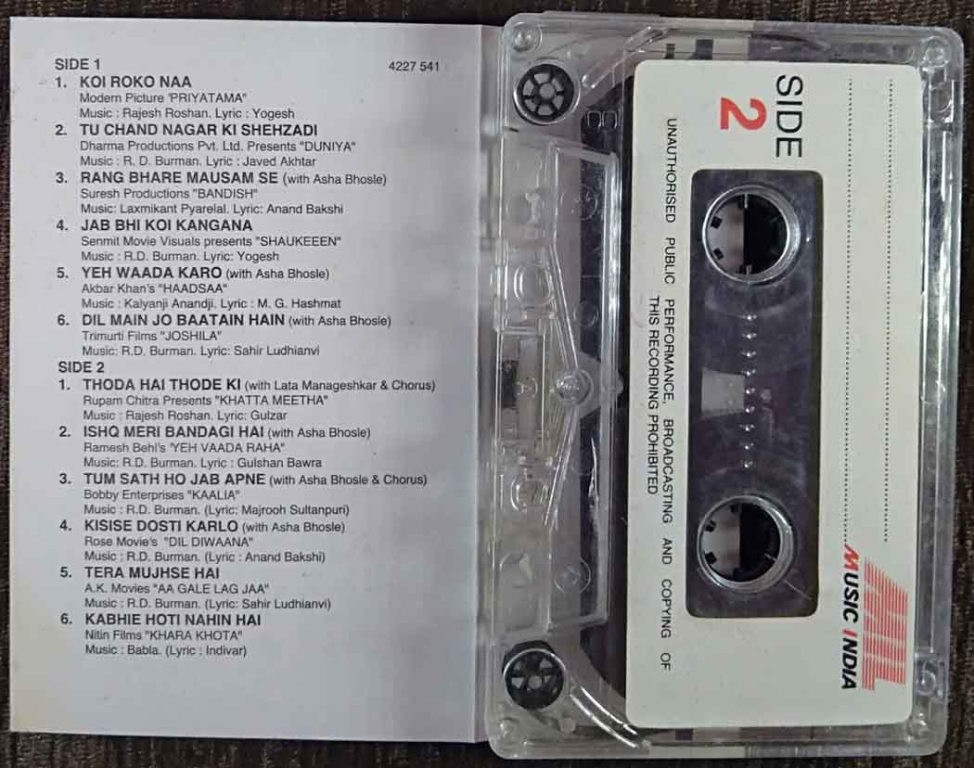 SIDE 1 4227 541
1. KOI ROKO NAA
Modern Picture "PRIYATAMA"
Music : Rajesh Roshan. Lyric : Yogesh
2. TU CHAND NAGAR KI SHEHZADI
Dharma Productions Pvt. Ltd. Presents "DUNIYA"
Music : R. D. Burman. Lyric : Javed Akhtar
3. RANG BHARE MAUSAM SE (with Asha Bhosle)
Suresh Productions "BANDISH"
Music: Laxmikant Pyarelal. Lyric: Anand Bakshi
4. JAB BHI KOI KANGANA
Senmit Movie Visuals presents "SHAUKEEEN"
Music : R.D. Burman. Lyric: Yogesh
5. YEH WAADA KARO (with Asha Bhosle)
Akbar Khan's "HAADSAA"
Music : Kalyanji Anandji. Lyric : M. G. Hashmat
6. DIL MAIN JO BAATAIN HAIN (with Asha Bhosle)
Trimurti Films "JOSHILA"
Music: R.D. Burman. Lyric: Sahir Ludhianvi
SIDE 2
1. THODA HAI THODE KI (with Lata Manageshkar & Chorus)
Rupam Chitra Presents "KHATTA MEETHA"
Music : Rajesh Roshan. Lyric: Gulzar
2. ISHQ MERI BANDAGI HAI (with Asha Bhosle)
Ramesh Behl's "YEH VAADA RAHA"
Music: R.D. Burman. Lyric : Gulshan Bawra
3. TUM SATH HO JAB APNE (with Asha Bhosle & Chorus)
Bobby Enterprises "KAALIA"
Music : R.D. Burman. (Lyric: Majrooh Sultanpuri)
4. KISISE DOSTI KARLO (with Asha Bhosle)
Rose Movie's "DIL DIWAANA"
Music : R.D. Burman. (Lyric : Anand Bakshi)
5. TERA MUJHSE HAI
A.K. Movies "AA GALE LAG JAA"
Music : R.D. Burman. (Lyric: Sahir Ludhianvi)
6. KABHIE HOTI NAHIN HAI
Nitin Films "KHARA KHOTA"
Music : Babla. (Lyric : Indivar)
SIDE
2
UNAUTHORISED PUBLIC PERFORMANCE, BROADCASTING AND COPYING OF
THIS RECORDING PROHIBITED
MIL
MUSIC INDIA